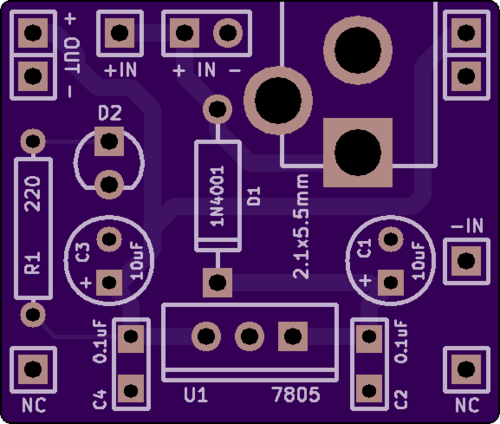 +
OUT
-
+IN
+ IN -
D2
220
R1
1N4001
D1
2.1x5.5mm
C3
10uF
+
C1
10uF
+
-IN
0.1uF
C4
U1
7805
0.1uF
C2
NC
NC